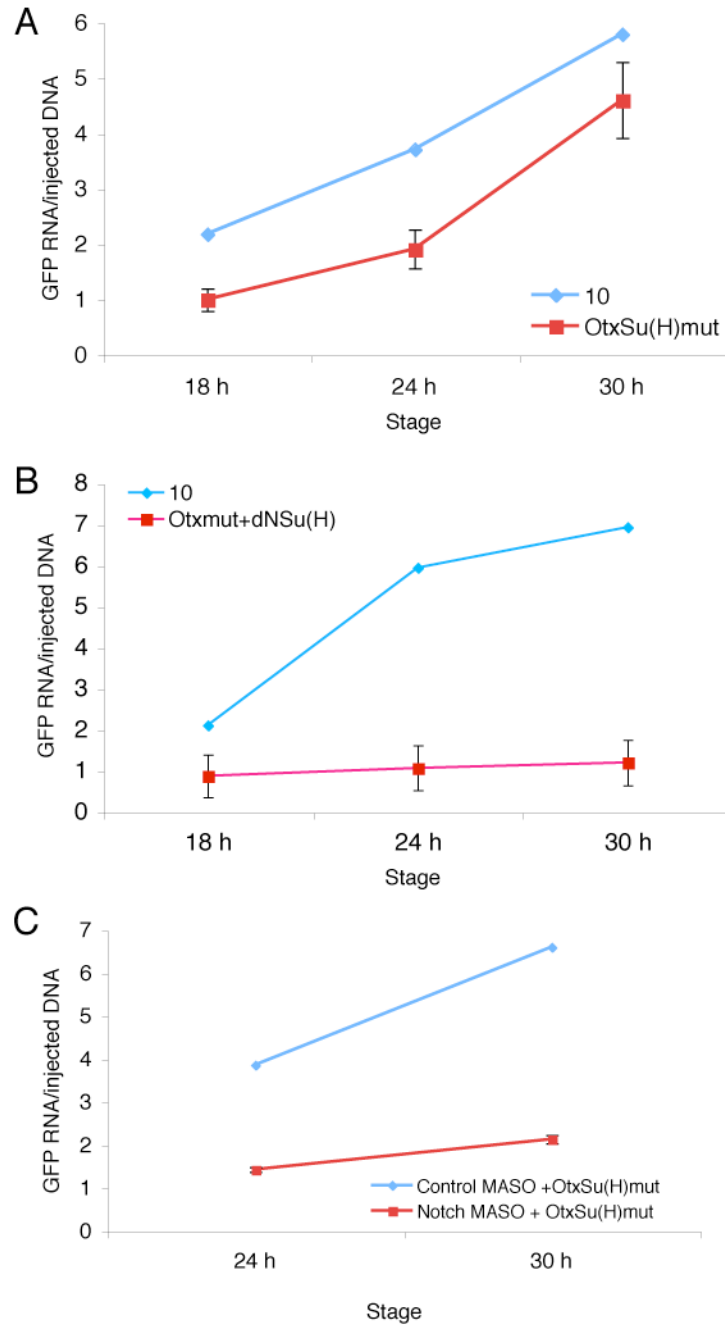 A
GFP RNA/injected DNA
6
5
4
3
2
1
0
10
OtxSu(H)mut
18 h 24 h 30 h
Stage
B
GFP RNA/injected DNA
8
7
6
5
4
3
2
1
0
10
Otxmut+dNSu(H)
18 h 24 h 30 h
Stage
C
GFP RNA/injected DNA
7
6
5
4
3
2
1
0
Control MASO +OtxSu(H)mut
Notch MASO + OtxSu(H)mut
24 h 30 h
Stage